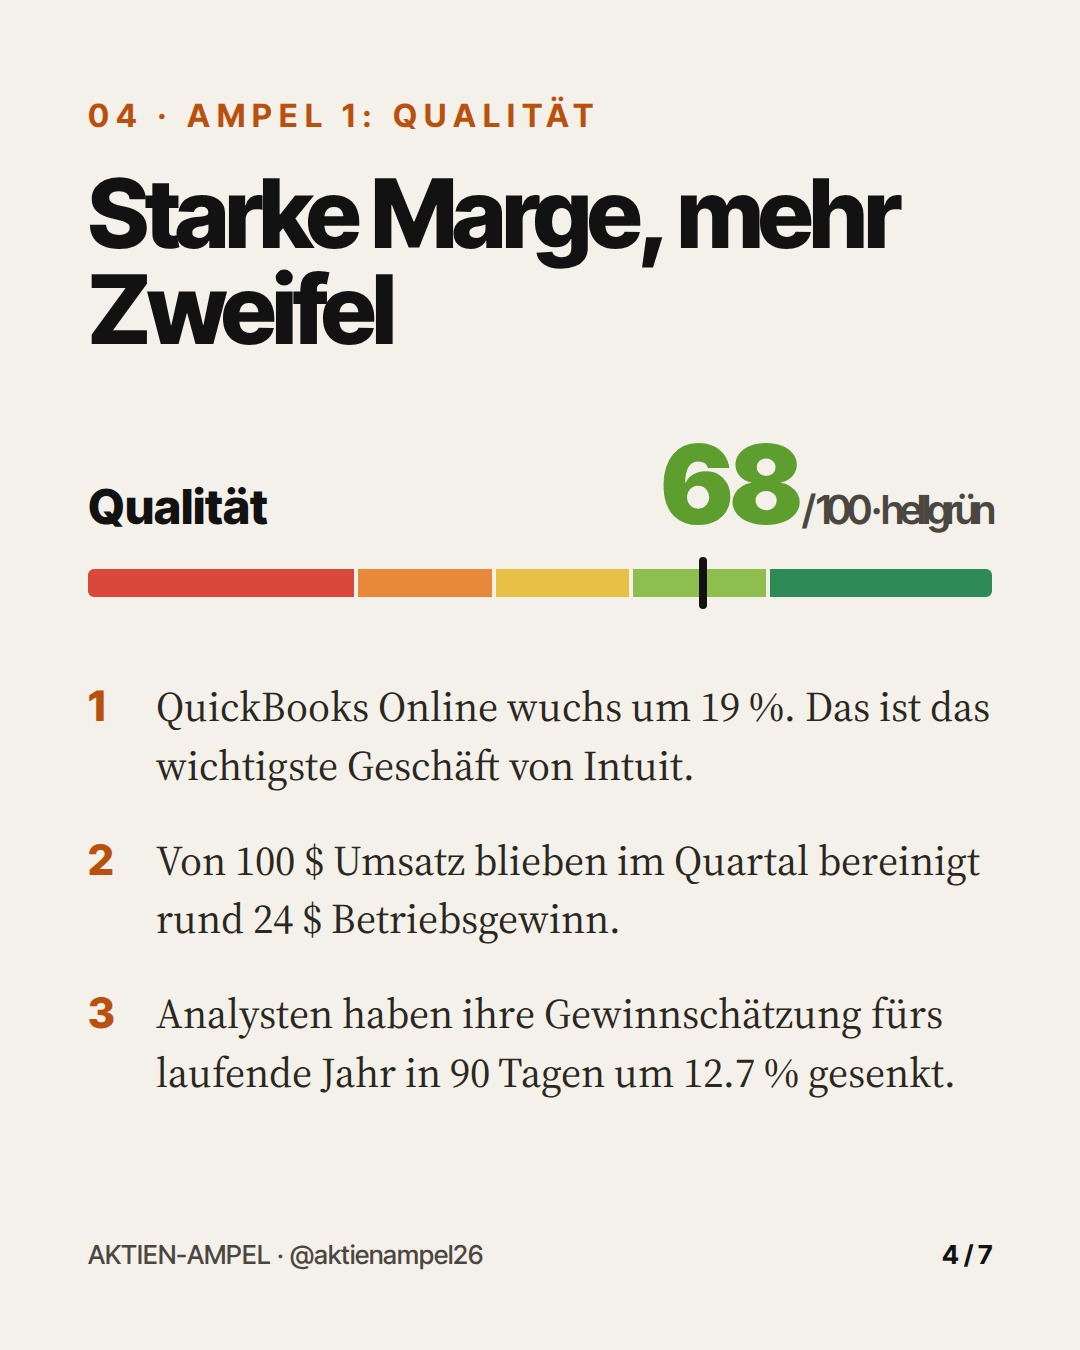 04 · AMPEL 1: QUALITÄT
Starke Marge, mehr
Zweifel
Qualität
68/100·hellgrün
1 QuickBooks Online wuchs um 19 %. Das ist das
wichtigste Geschäft von Intuit.
2 Von 100 $ Umsatz blieben im Quartal bereinigt
rund 24 $ Betriebsgewinn.
3 Analysten haben ihre Gewinnschätzung fürs
laufende Jahr in 90 Tagen um 12.7 % gesenkt.
AKTIEN-AMPEL · @aktienampel26
4 / 7